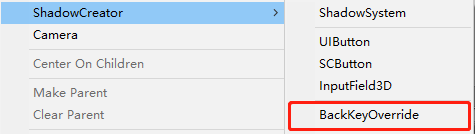 ShadowCreator
Camera
Center On Children
Make Parent
Clear Parent
ShadowSystem
UIButton
SCButton
InputField3D
BackKeyOverride